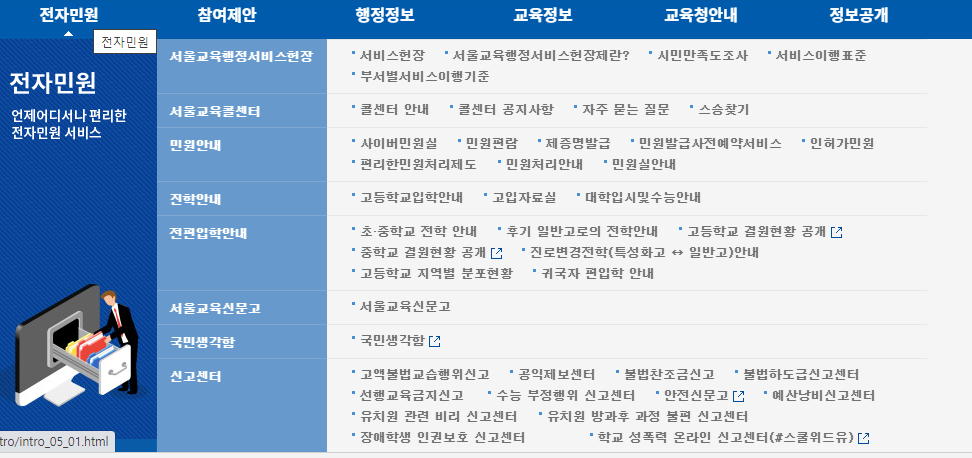 전자민원 참여제안 행정정보 교육정보 교육청안내 정보공개
전자민원
전자민원
언제어디서나 편리한
전자민원 서비스
서울교육행정서비스헌장 서비스헌장 서울교육행정서비스헌장제란? 시민만족도조사 서비스이행표준
부서별서비스이행기준
서울교육콜센터 콜센터 안내 콜센터 공지사항 자주 묻는 질문 스승찾기
민원안내 사이버민원실 민원편람 제증명발급 민원발급사전예약서비스 인허가민원
편리한민원처리제도 민원처리안내 민원실안내
진학안내 고등학교입학안내 고입자료실 대학입시및수능안내
전편입학안내 초·중학교 전학 안내 후기 일반고로의 전학안내 고등학교 결원현황 공개
중학교 결원현황 공개 진로변경전학(특성화고 ↔ 일반고)안내
고등학교 지역별 분포현황 귀국자 편입학 안내
서울교육신문고 서울교육신문고
국민생각함 국민생각함
신고센터 고액불법교습행위신고 공익제보센터 불법찬조금신고 불법하도급신고센터
선행교육금지신고 수능 부정행위 신고센터 안전신문고 예산낭비신고센터
유치원 관련 비리 신고센터 유치원 방과후 과정 불편 신고센터
장애학생 인권보호 신고센터 학교 성폭력 온라인 신고센터(#스쿨위드유)
tro/intro_05_01.html